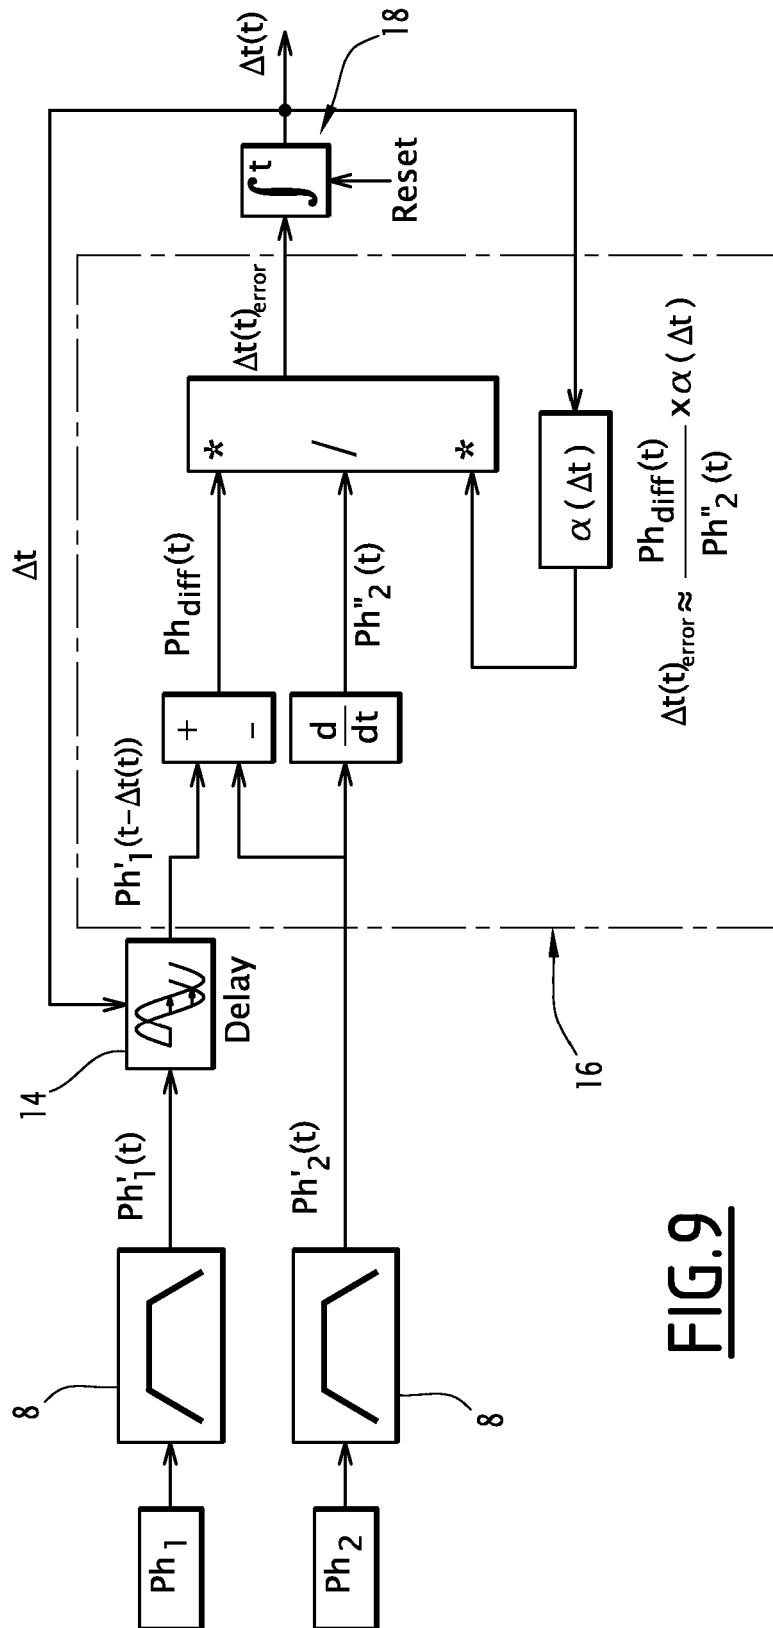 Ph1
8
Ph'1(t)
14
Delay
Δt
Ph'1(t-Δt(t))
+
-
Phdiff(t)
*
/
*
Δt(t)error
∫t
Reset
18
Δt(t)
Ph2
8
Ph'2(t)
d
dt
Ph"2(t)
α(Δt)
16
Δt(t)error ≈ Phdiff(t) / Ph"2(t) xα(Δt)
FIG.9